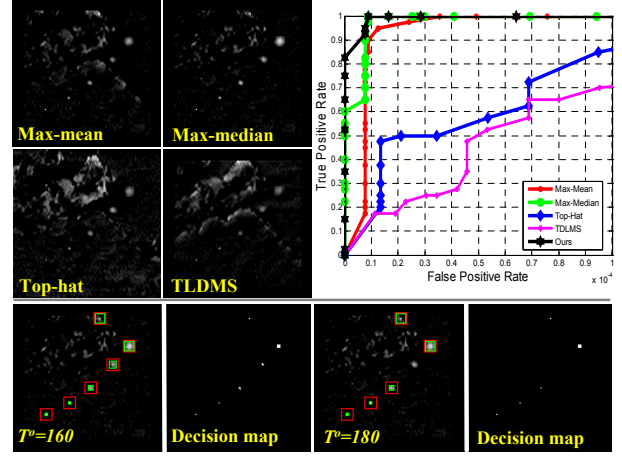 Max-mean
Max-median
Top-hat
TLDMS
True Positive Rate
1
0.9
0.8
0.7
0.6
0.5
0.4
0.3
0.2
0.1
0
0 0.1 0.2 0.3 0.4 0.5 0.6 0.7 0.8 0.9 1
False Positive Rate
x 10⁻⁴
Max-Mean
Max-Median
Top-Hat
TDLMS
Ours
Tᵒ=160
Decision map
Tᵒ=180
Decision map